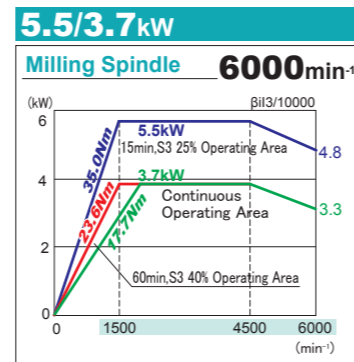 5.5/3.7kW
Milling Spindle 6000min⁻¹
(kW) βiI3/10000
6
5.5kW
15min,S3 25% Operating Area
4.8
35.0Nm
4
3.7kW
23.6Nm
17.7Nm
Continuous
Operating Area
3.3
2
60min,S3 40% Operating Area
0
0 1500 4500 6000
(min⁻¹)